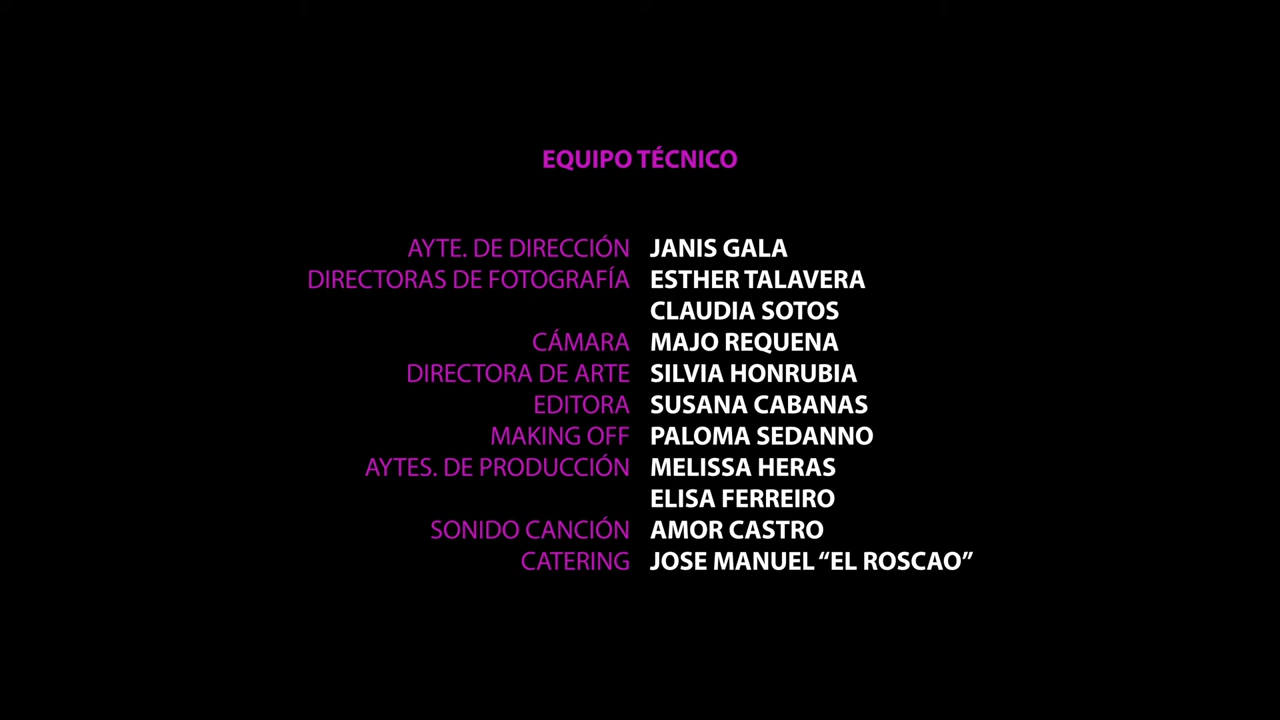 EQUIPO TÉCNICO
AYTE. DE DIRECCIÓN JANIS GALA
DIRECTORAS DE FOTOGRAFÍA ESTHER TALAVERA
CLAUDIA SOTOS
CÁMARA MAJO REQUENA
DIRECTORA DE ARTE SILVIA HONRUBIA
EDITORA SUSANA CABANAS
MAKING OFF PALOMA SEDANNO
AYTES. DE PRODUCCIÓN MELISSA HERAS
ELISA FERREIRO
SONIDO CANCIÓN AMOR CASTRO
CATERING JOSE MANUEL “EL ROSCAO”